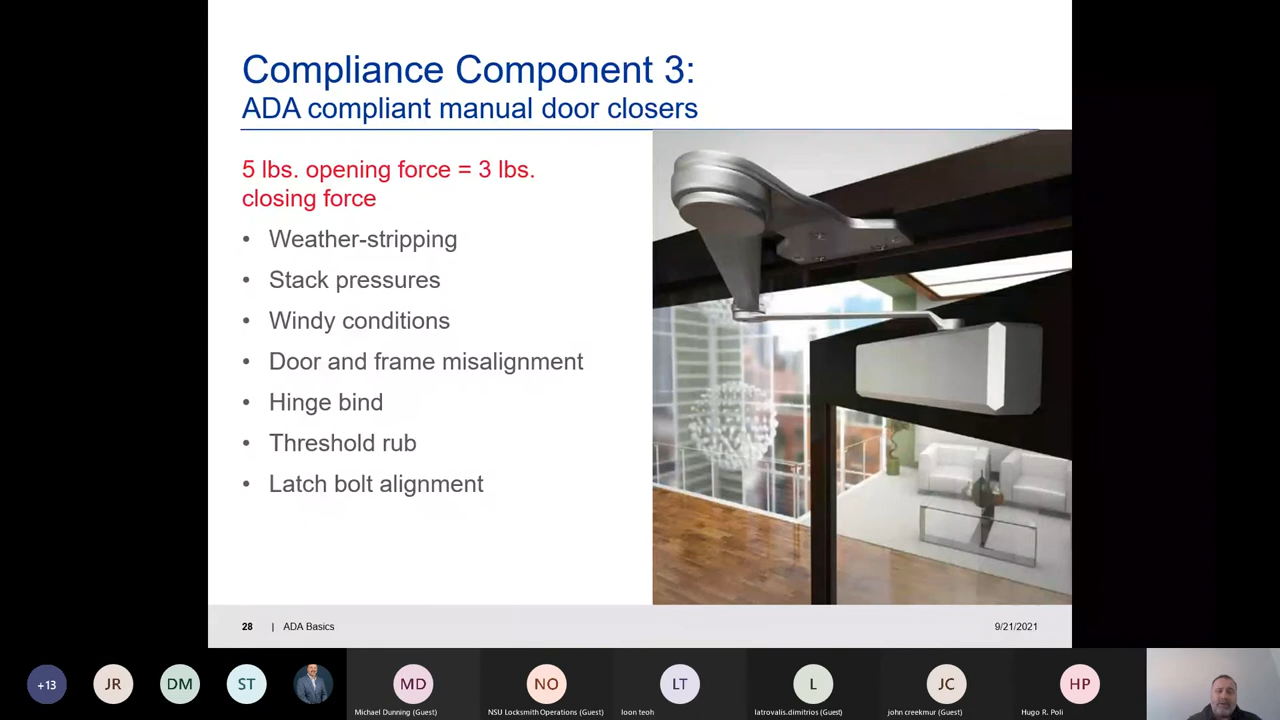 Compliance Component 3:
ADA compliant manual door closers
5 lbs. opening force = 3 lbs.
closing force
• Weather-stripping
• Stack pressures
• Windy conditions
• Door and frame misalignment
• Hinge bind
• Threshold rub
• Latch bolt alignment
28 | ADA Basics
9/21/2021
+13
JR
DM
ST
MD
NO
LT
L
JC
HP
Michael Dunning (Guest)
NSU Locksmith Operations (Guest)
loon teoh
Iatrovalis.dimitrios (Guest)
john creekmur (Guest)
Hugo R. Poli